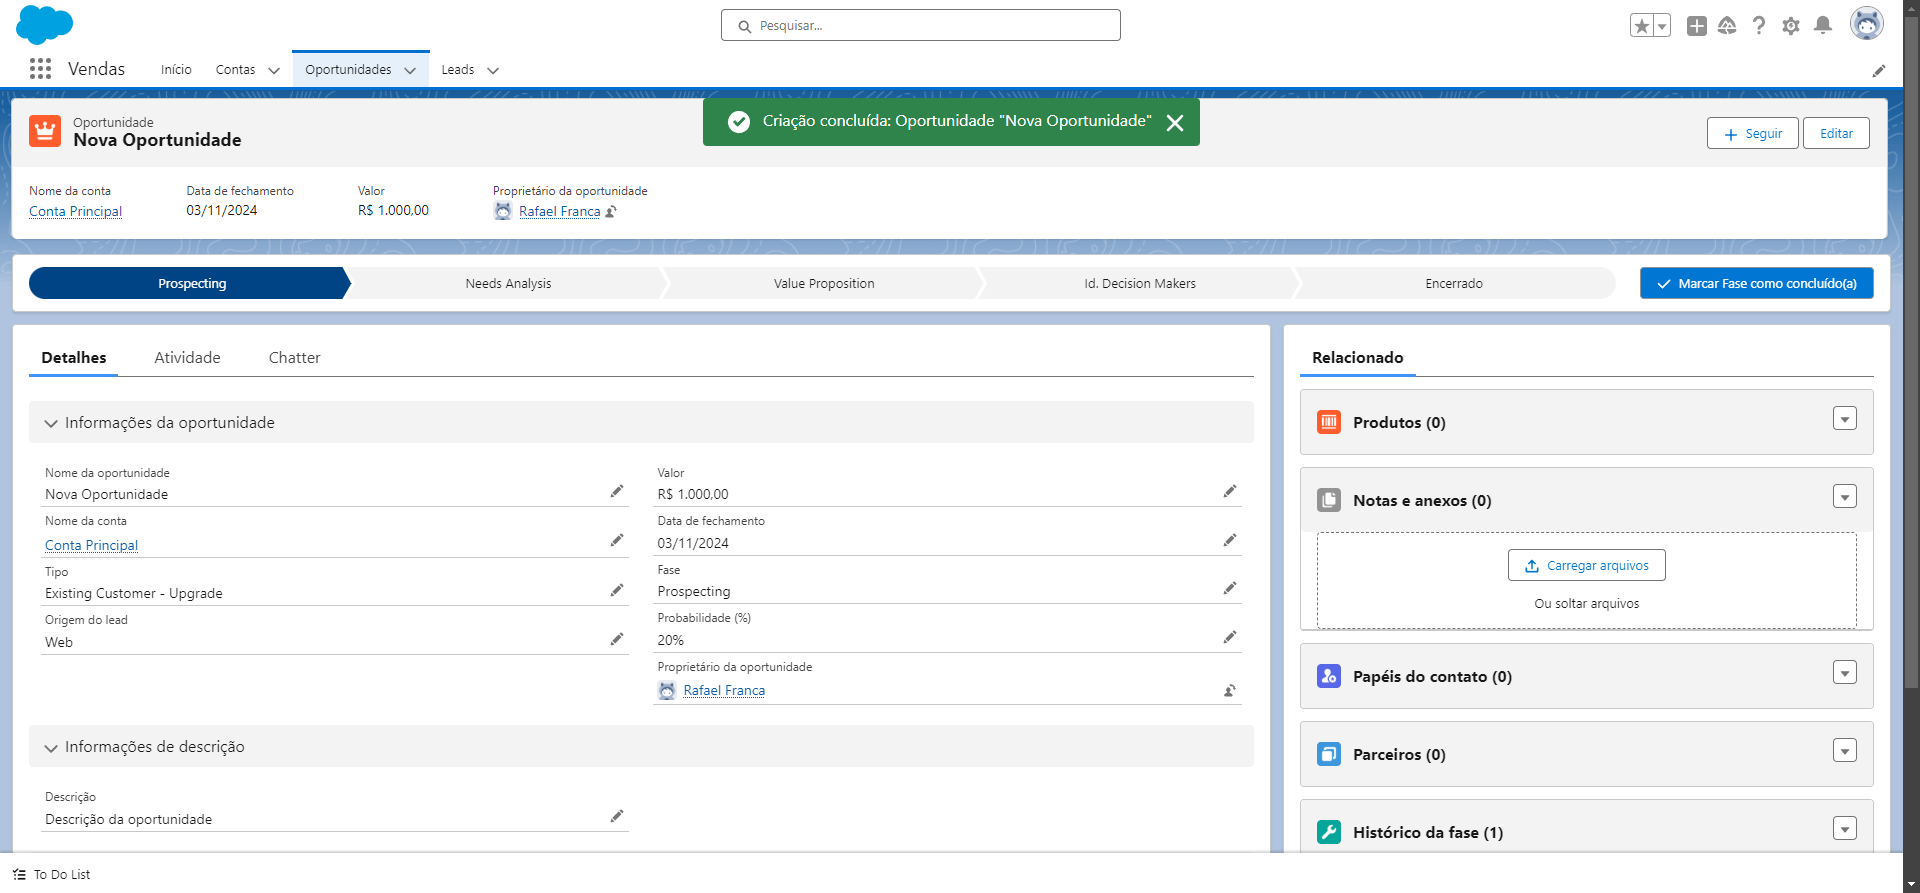 Pesquisar...
Vendas
Início
Contas
Oportunidades
Leads
Oportunidade
Nova Oportunidade
Criação concluída: Oportunidade "Nova Oportunidade"
Seguir
Editar
Nome da conta
Conta Principal
Data de fechamento
03/11/2024
Valor
R$ 1.000,00
Proprietário da oportunidade
Rafael Franca
Prospecting
Needs Analysis
Value Proposition
Id. Decision Makers
Encerrado
Marcar Fase como concluído(a)
Detalhes
Atividade
Chatter
Informações da oportunidade
Nome da oportunidade
Nova Oportunidade
Valor
R$ 1.000,00
Nome da conta
Conta Principal
Data de fechamento
03/11/2024
Tipo
Existing Customer - Upgrade
Fase
Prospecting
Origem do lead
Web
Probabilidade (%)
20%
Proprietário da oportunidade
Rafael Franca
Informações de descrição
Descrição
Descrição da oportunidade
Relacionado
Produtos (0)
Notas e anexos (0)
Carregar arquivos
Ou soltar arquivos
Papéis do contato (0)
Parceiros (0)
Histórico da fase (1)
To Do List